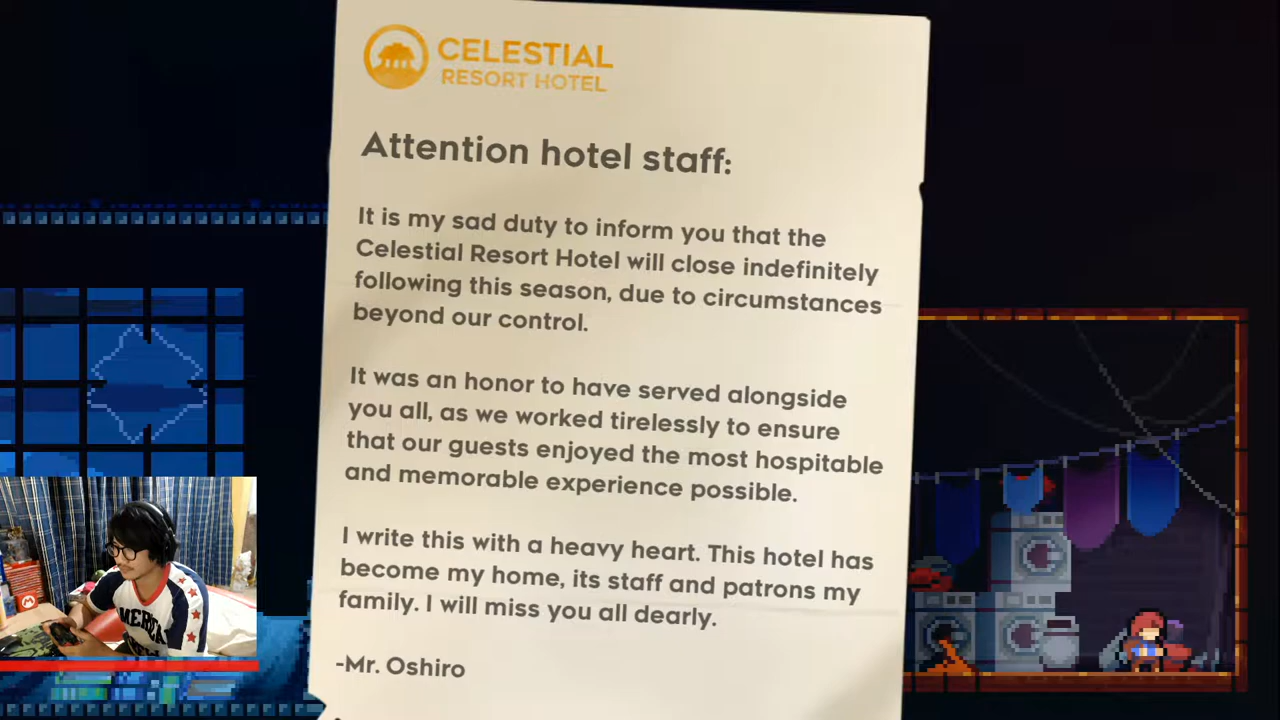 CELESTIAL
RESORT HOTEL
Attention hotel staff:
It is my sad duty to inform you that the
Celestial Resort Hotel will close indefinitely
following this season, due to circumstances
beyond our control.
It was an honor to have served alongside
you all, as we worked tirelessly to ensure
that our guests enjoyed the most hospitable
and memorable experience possible.
I write this with a heavy heart. This hotel has
become my home, its staff and patrons my
family. I will miss you all dearly.
-Mr. Oshiro